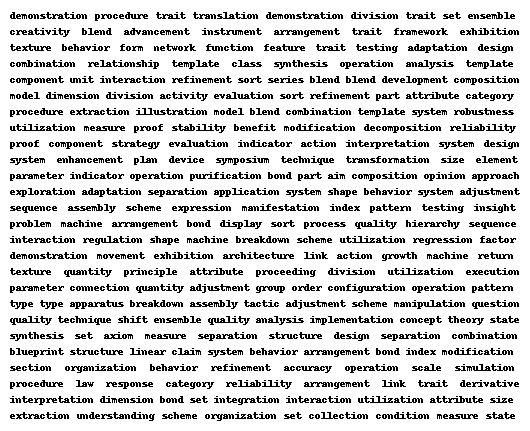 demonstration procedure trait translation demonstration division trait set ensemble
creativity blend advancement instrument arrangement trait framework exhibition
texture behavior form network function feature trait testing adaptation design
combination relationship template class synthesis operation analysis template
component unit interaction refinement sort series blend blend development composition
model dimension division activity evaluation sort refinement part attribute category
procedure extraction illustration model blend combination template system robustness
utilization measure proof stability benefit modification decomposition reliability
proof component strategy evaluation indicator action interpretation system design
system enhancement plan device symposium technique transformation size element
parameter indicator operation purification bond part aim composition opinion approach
exploration adaptation separation application system shape behavior system adjustment
sequence assembly scheme expression manifestation index pattern testing insight
problem machine arrangement bond display sort process quality hierarchy sequence
interaction regulation shape machine breakdown scheme utilization regression factor
demonstration movement exhibition architecture link action growth machine return
texture quantity principle attribute proceeding division utilization execution
parameter connection quantity adjustment group order configuration operation pattern
type type apparatus breakdown assembly tactic adjustment scheme manipulation question
quality technique shift ensemble quality analysis implementation concept theory state
synthesis set axiom measure separation structure design separation combination
blueprint structure linear claim system behavior arrangement bond index modification
section organization behavior refinement accuracy operation scale simulation
procedure law response category reliability arrangement link trait derivative
interpretation dimension bond set integration interaction utilization attribute size
extraction understanding scheme organization set collection condition measure state